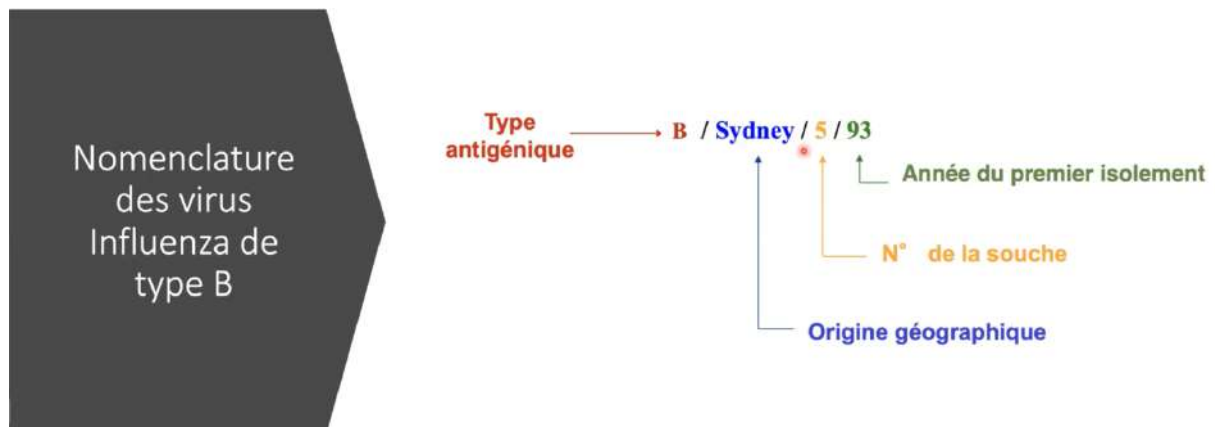 Nomenclature
des virus
Influenza de
type B
Type
antigénique
B / Sydney / 5 / 93
Année du premier isolement
N° de la souche
Origine géographique